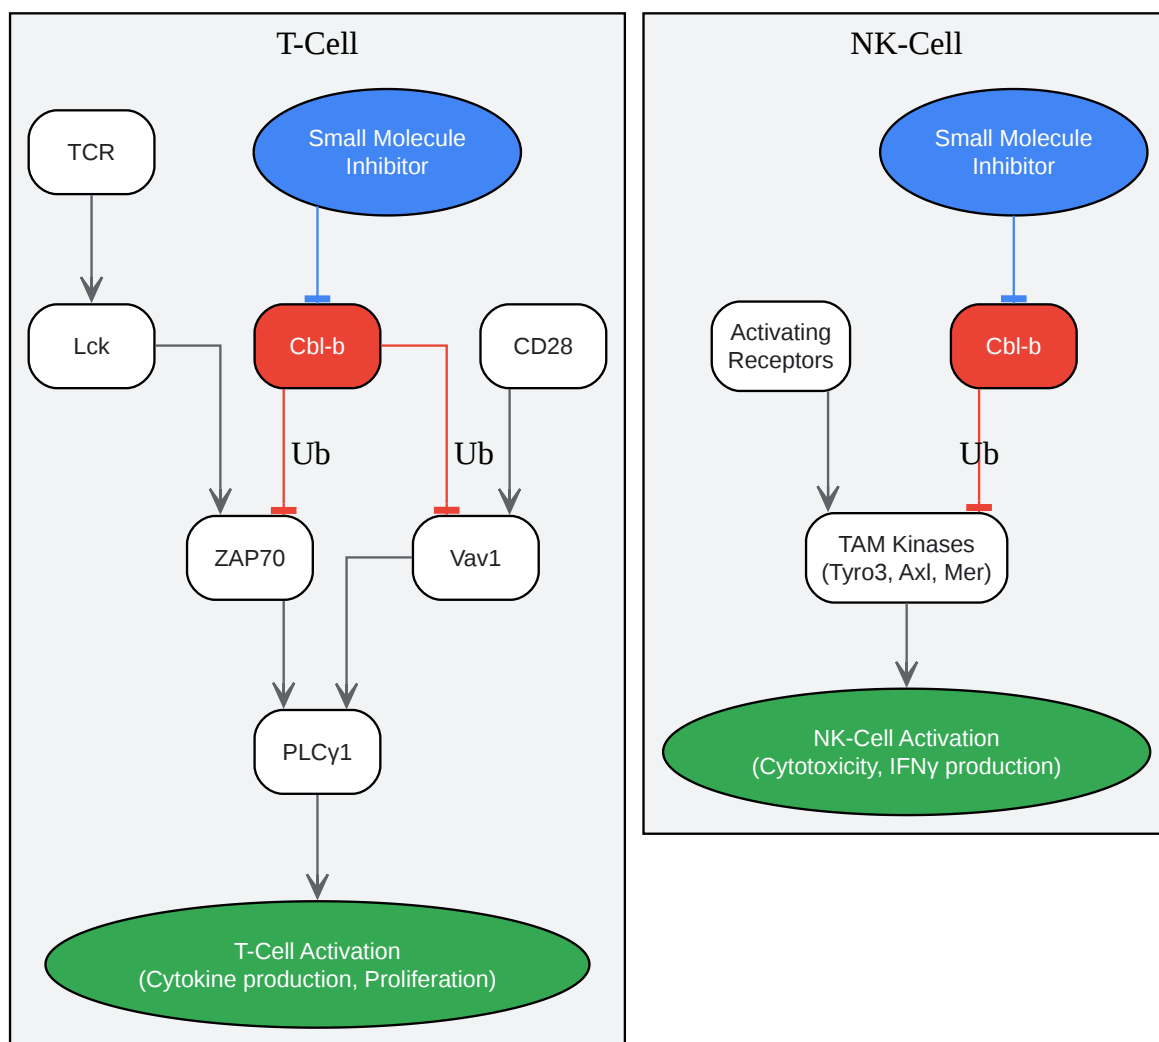 T-Cell
TCR
Small Molecule
Inhibitor
Lck
Cbl-b
CD28
Ub
Ub
ZAP70
Vav1
PLCγ1
T-Cell Activation
(Cytokine production, Proliferation)
NK-Cell
Small Molecule
Inhibitor
Activating
Receptors
Cbl-b
Ub
TAM Kinases
(Tyro3, Axl, Mer)
NK-Cell Activation
(Cytotoxicity, IFNγ production)